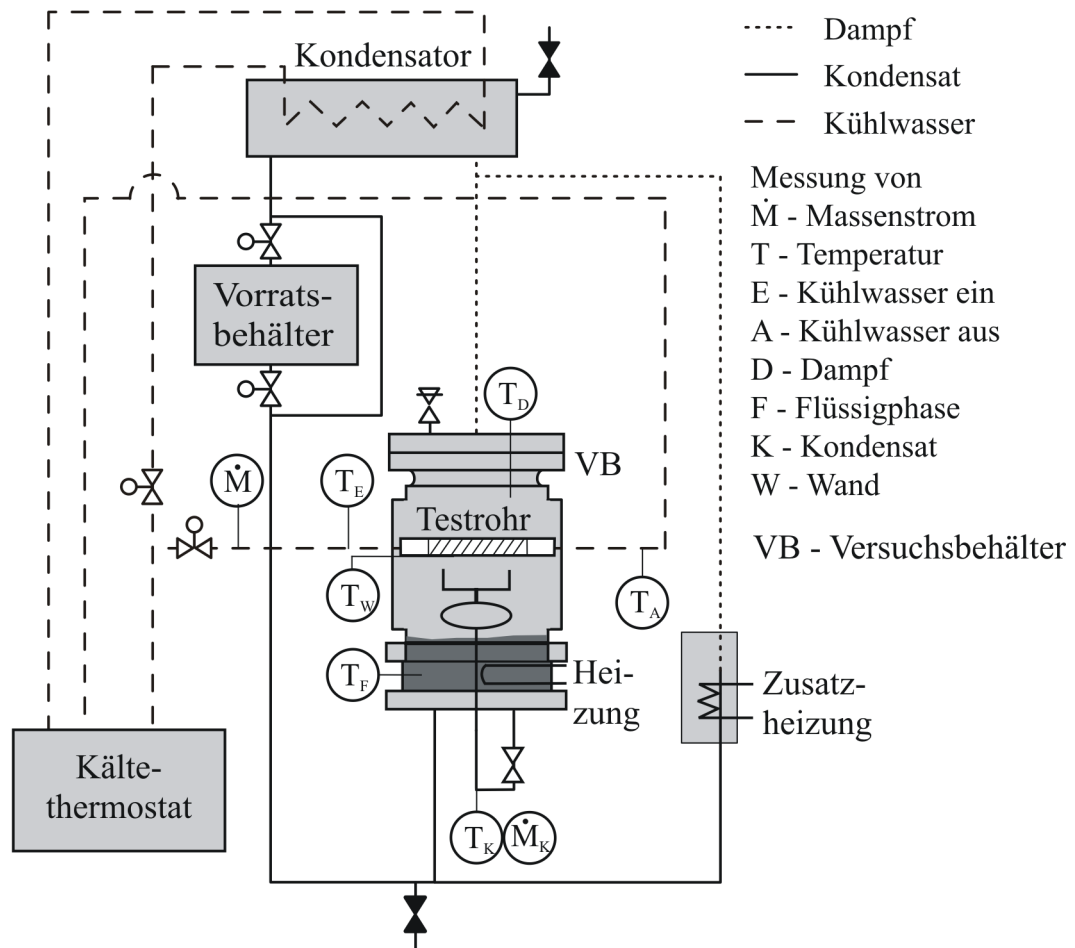 Kondensator
Dampf
Kondensat
Kühlwasser
Messung von
Ṁ - Massenstrom
T - Temperatur
E - Kühlwasser ein
A - Kühlwasser aus
D - Dampf
F - Flüssigphase
K - Kondensat
W - Wand
VB - Versuchsbehälter
Vorrats-
behälter
T_D
VB
Ṁ
T_E
Testrohr
T_W
T_A
T_F
Hei-
zung
Zusatz-
heizung
Kälte-
thermostat
T_K
Ṁ_K